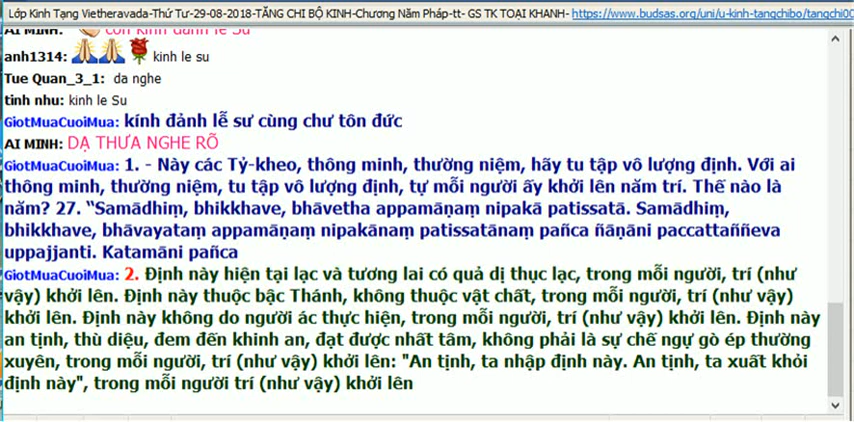 Lớp Kinh Tạng Vietheravada-Thứ Tư-29-08-2018-TĂNG CHI BỘ KINH-Chương Năm Pháp-tt- GS TK TOẠI KHANH- https://www.budsas.org/uni/u-kinh-tangchibo/tangchi0
AI MINH: con kính đảnh lễ Sư
anh1314: 🙏🙏🌹 kinh le su
Tue Quan_3_1: da nghe
tinh nhu: kinh le Su
GiotMuaCuoiMua: kính đảnh lễ sư cùng chư tôn đức
AI MINH: DẠ THƯA NGHE RÕ
GiotMuaCuoiMua: 1. - Này các Tỷ-kheo, thông minh, thường niệm, hãy tu tập vô lượng định. Với ai
thông minh, thường niệm, tu tập vô lượng định, tự mỗi người ấy khởi lên năm trí. Thế nào là
năm? 27. “Samādhiṃ, bhikkhave, bhāvetha appamāṇaṃ nipakā patissatā. Samādhiṃ,
bhikkhave, bhāvayataṃ appamāṇaṃ nipakānaṃ patissatānaṃ pañca ñāṇāni paccattaññeva
uppajjanti. Katamāni pañca
GiotMuaCuoiMua: 2. Định này hiện tại lạc và tương lai có quả dị thục lạc, trong mỗi người, trí (như
vậy) khởi lên. Định này thuộc bậc Thánh, không thuộc vật chất, trong mỗi người, trí (như vậy)
khởi lên. Định này không do người ác thực hiện, trong mỗi người, trí (như vậy) khởi lên. Định này
an tịnh, thù diệu, đem đến khinh an, đạt được nhất tâm, không phải là sự chế ngự gò ép thường
xuyên, trong mỗi người, trí (như vậy) khởi lên: "An tịnh, ta nhập định này. An tịnh, ta xuất khỏi
định này", trong mỗi người trí (như vậy) khởi lên